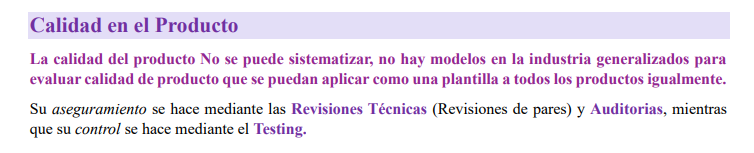 Calidad en el Producto
La calidad del producto No se puede sistematizar, no hay modelos en la industria generalizados para
evaluar calidad de producto que se puedan aplicar como una plantilla a todos los productos igualmente.
Su aseguramiento se hace mediante las Revisiones Técnicas (Revisiones de pares) y Auditorias, mientras
que su control se hace mediante el Testing.